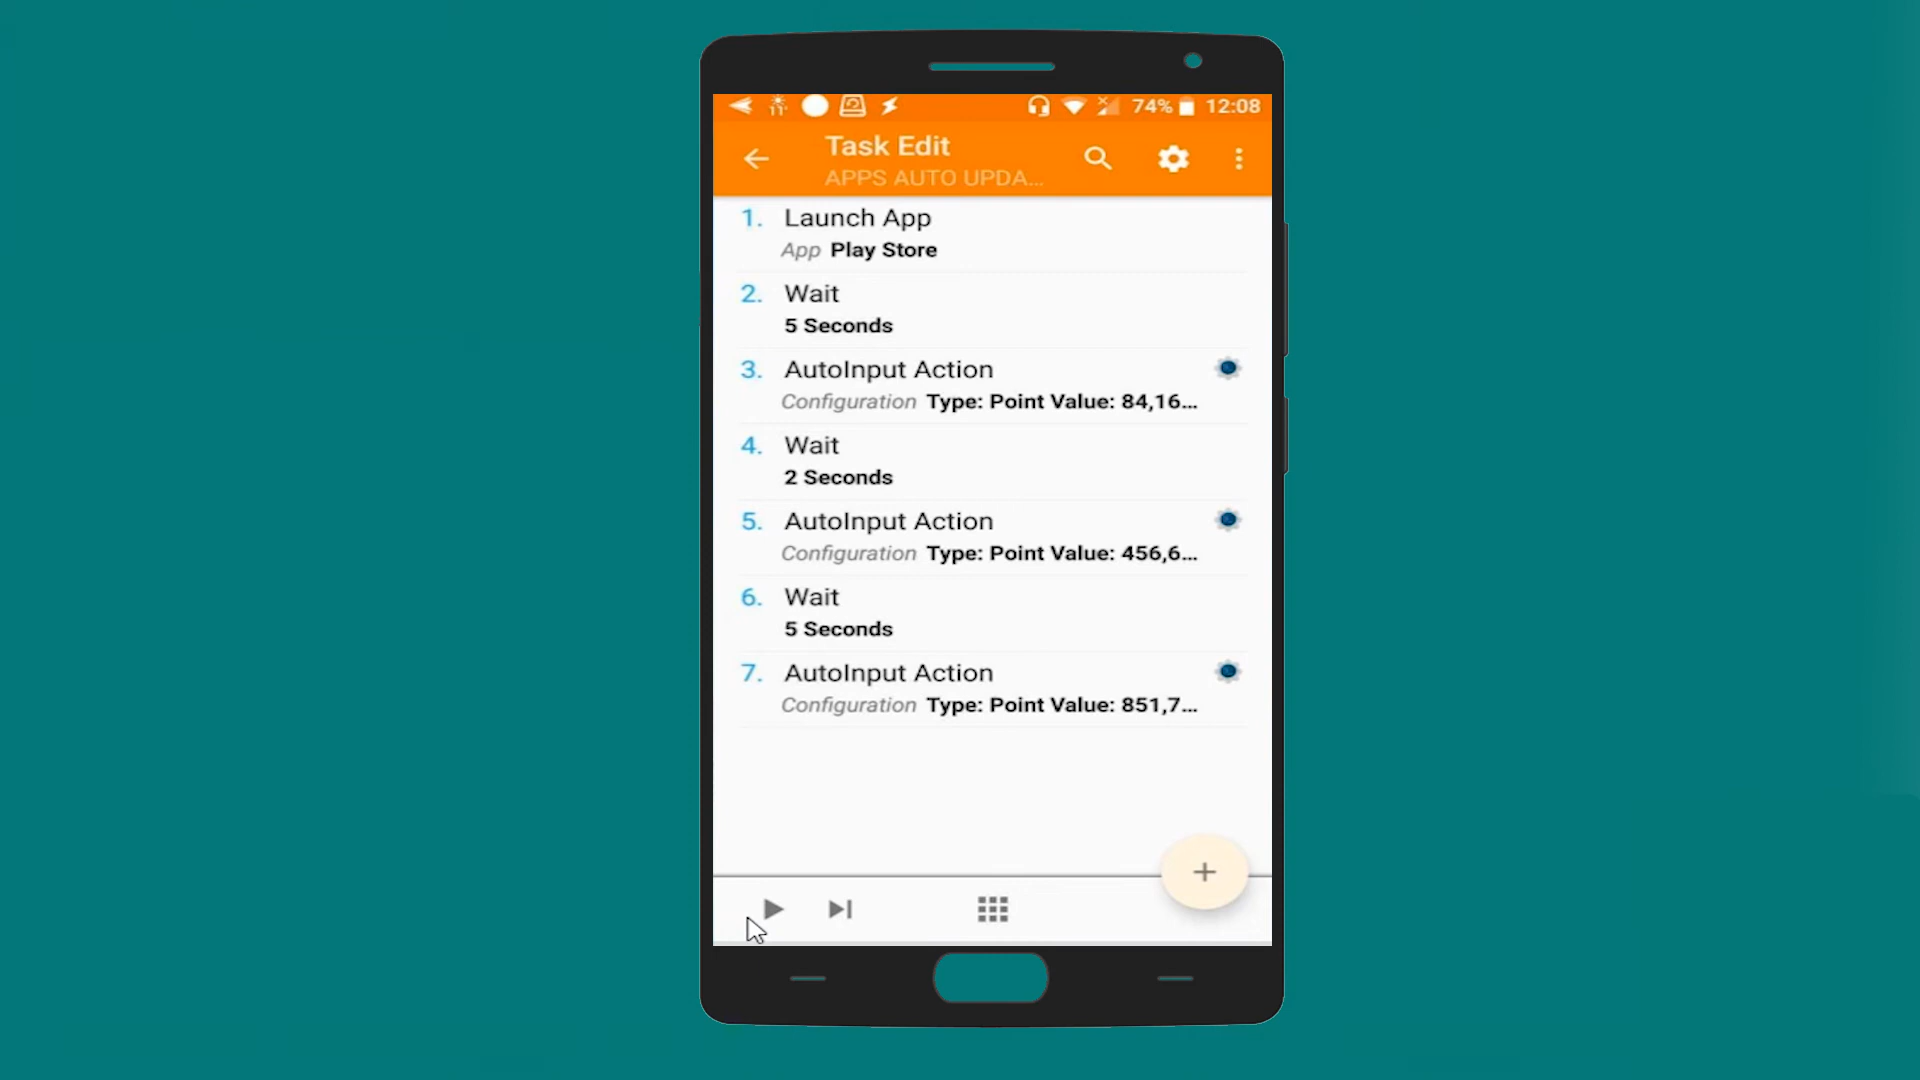 74% 12:08
Task Edit
APPS AUTO UPDA...
1. Launch App
App Play Store
2. Wait
5 Seconds
3. AutoInput Action
Configuration Type: Point Value: 84,16...
4. Wait
2 Seconds
5. AutoInput Action
Configuration Type: Point Value: 456,6...
6. Wait
5 Seconds
7. AutoInput Action
Configuration Type: Point Value: 851,7...